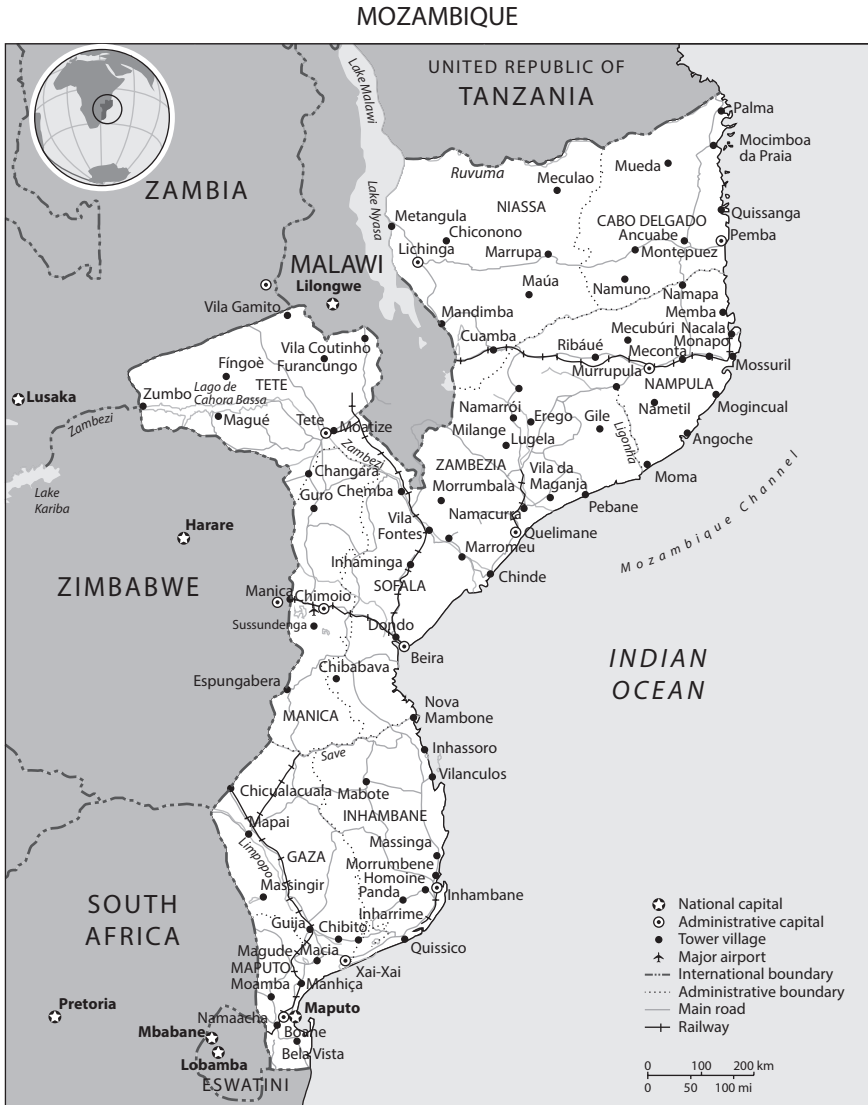 MOZAMBIQUE
UNITED REPUBLIC OF
TANZANIA
Lake Malawi
Palma
Mocimboa
da Praia
Ruvuma
Mueda
Meculao
ZAMBIA
Lake Nyasa
NIASSA
Metangula
CABO DELGADO
Quissanga
Chiconono
Ancuabe
Pemba
Lichinga
Marrupa
Montepuez
MALAWI
Lilongwe
Maúa
Namuno
Namapa
Vila Gamito
Mandimba
Memba
Cuamba
Mecubúri
Nacala
Ribáué
Monapo
Vila Coutinho
Meconta
Furancungo
Mossuril
Fíngoè
Murrupula
TETE
NAMPULA
Lago de
Cahora Bassa
Zumbo
Lusaka
Namarrói
Nametil
Mogincual
Zambezi
Magué
Tete
Moatize
Erego
Gile
Milange
Lugela
Ligonha
Angoche
Zambezi
ZAMBEZIA
Changara
Vila da
Maganja
Moma
Lake
Kariba
Guro
Chemba
Morrumbala
Pebane
Mozambique Channel
Namacurra
Vila
Fontes
Harare
Quelimane
Marromeu
Inhaminga
Chinde
ZIMBABWE
SOFALA
Manica
Chimoio
Sussundenga
Dondo
Beira
INDIAN
OCEAN
Chibabava
Espungabera
Nova
Mambone
MANICA
Save
Inhassoro
Vilanculos
Chicualacuala
Mabote
INHAMBANE
Mapai
Limpopo
Massinga
GAZA
Morrumbene
Homoine
Massingir
Panda
Inhambane
SOUTH
AFRICA
Inharrime
Guija
Chibito
Quissico
Magude
Macia
MAPUTO
Xai-Xai
Moamba
Manhiça
Pretoria
Maputo
Namaacha
Mbabane
Boane
Lobamba
Bela Vista
ESWATINI
National capital
Administrative capital
Tower village
Major airport
International boundary
Administrative boundary
Main road
Railway
0 100 200 km
0 50 100 mi